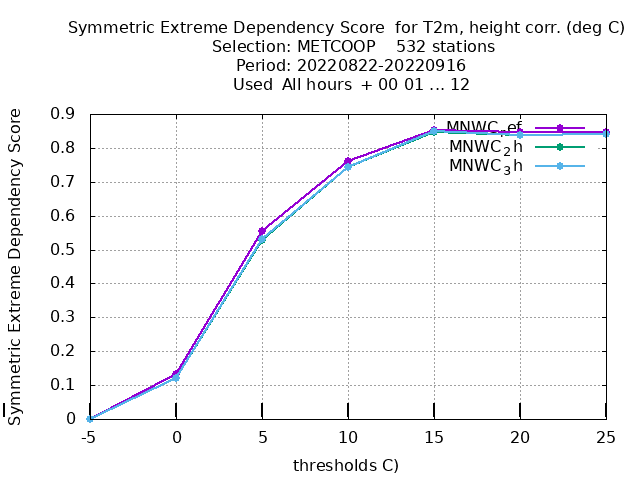 Symmetric Extreme Dependency Score for T2m, height corr. (deg C)
Selection: METCOOP 532 stations
Period: 20220822-20220916
Used All hours + 00 01 ... 12
Symmetric Extreme Dependency Score
0.9
0.8
0.7
0.6
0.5
0.4
0.3
0.2
0.1
0
MNWC_ref
MNWC_2h
MNWC_3h
-5 0 5 10 15 20 25
thresholds C)